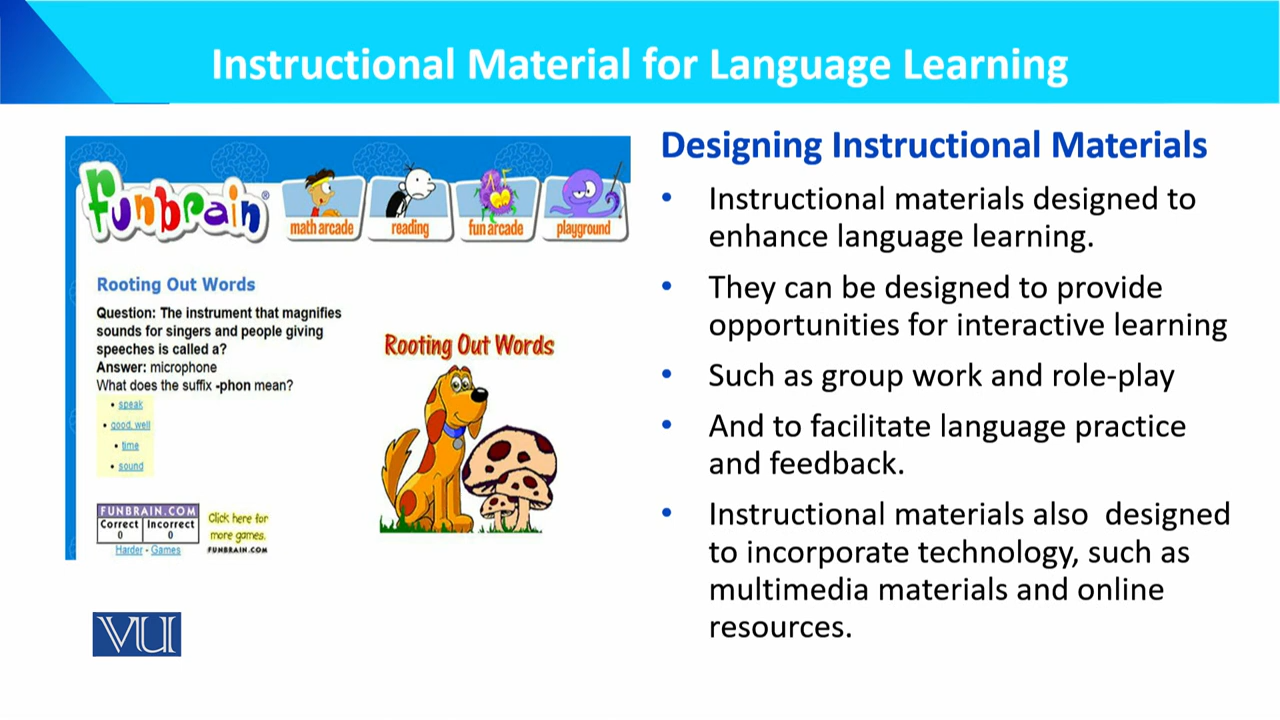 Instructional Material for Language Learning
funbrain®
math arcade
reading
fun arcade
playground
Rooting Out Words
Question: The instrument that magnifies
sounds for singers and people giving
speeches is called a?
Answer: microphone
What does the suffix -phon mean?
• speak
• good, well
• time
• sound
FUNBRAIN.COM
Correct Incorrect
0 0
Harder - Games
Click here for
more games.
FUNBRAIN.COM
Rooting Out Words
VU
Designing Instructional Materials
• Instructional materials designed to
enhance language learning.
• They can be designed to provide
opportunities for interactive learning
• Such as group work and role-play
• And to facilitate language practice
and feedback.
• Instructional materials also designed
to incorporate technology, such as
multimedia materials and online
resources.